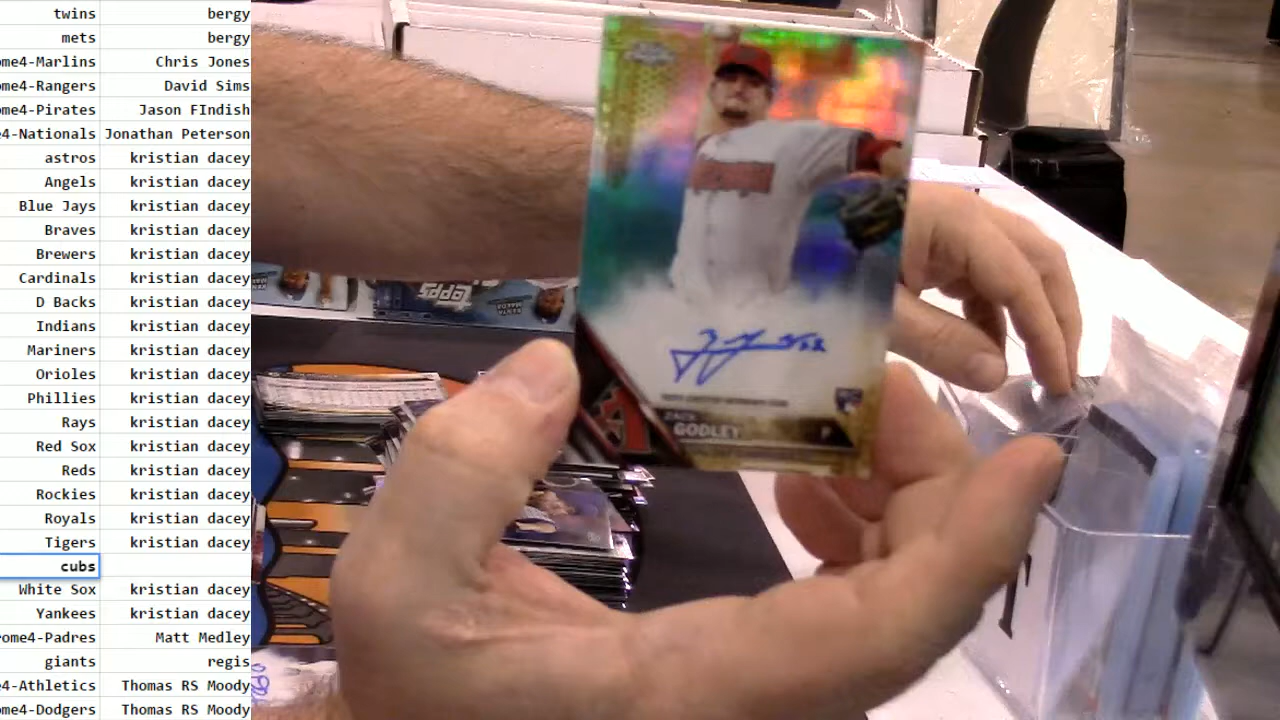 twins bergy
mets bergy
ome4-Marlins Chris Jones
ome4-Rangers David Sims
ome4-Pirates Jason FIndish
e4-Nationals Jonathan Peterson
astros kristian dacey
Angels kristian dacey
Blue Jays kristian dacey
Braves kristian dacey
Brewers kristian dacey
Cardinals kristian dacey
D Backs kristian dacey
Indians kristian dacey
Mariners kristian dacey
Orioles kristian dacey
Phillies kristian dacey
Rays kristian dacey
Red Sox kristian dacey
Reds kristian dacey
Rockies kristian dacey
Royals kristian dacey
Tigers kristian dacey
cubs
White Sox kristian dacey
Yankees kristian dacey
rome4-Padres Matt Medley
giants regis
e4-Athletics Thomas RS Moody
ome4-Dodgers Thomas RS Moody
Topps
ZACK
GODLEY P